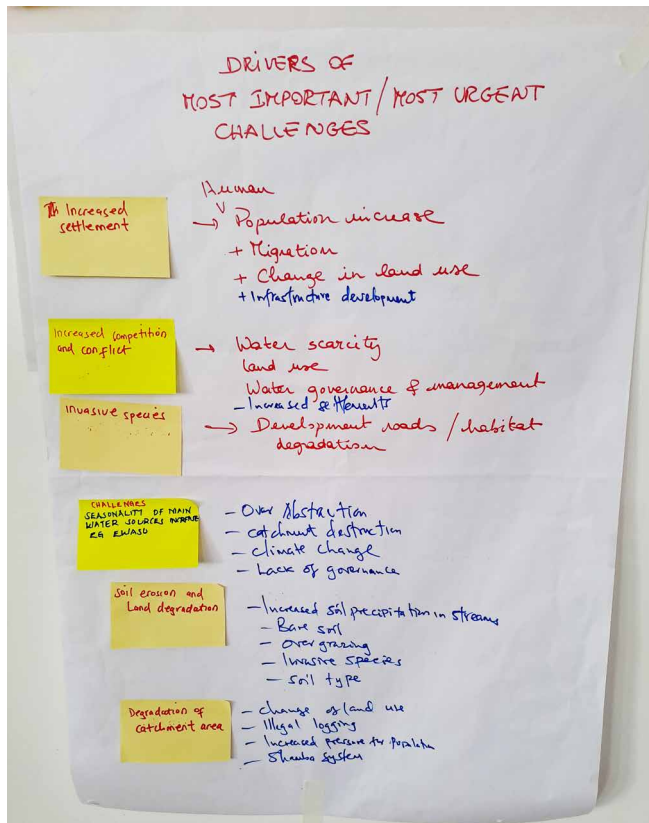 DRIVERS OF
MOST IMPORTANT / MOST URGENT
CHALLENGES
Increased
settlement
Human
→ Population increase
+ Migration
+ Change in land use
+ Infrastructure development
Increased competition
and conflict
→ Water scarcity
land use
Water governance & management
- Increased settlements
Invasive species
→ Development roads / habitat
degradation
CHALLENGES
SEASONALITY OF MAIN
WATER SOURCES INCREASE
EG EWASO
- Over Abstraction
- catchment destruction
- climate change
- Lack of governance
Soil erosion and
Land degradation
- Increased soil precipitation in streams
- Bare soil
- Overgrazing
- Invasive species
- Soil type
Degradation of
catchment area
- change of land use
- Illegal logging
- Increased pressure population
- Shamba system